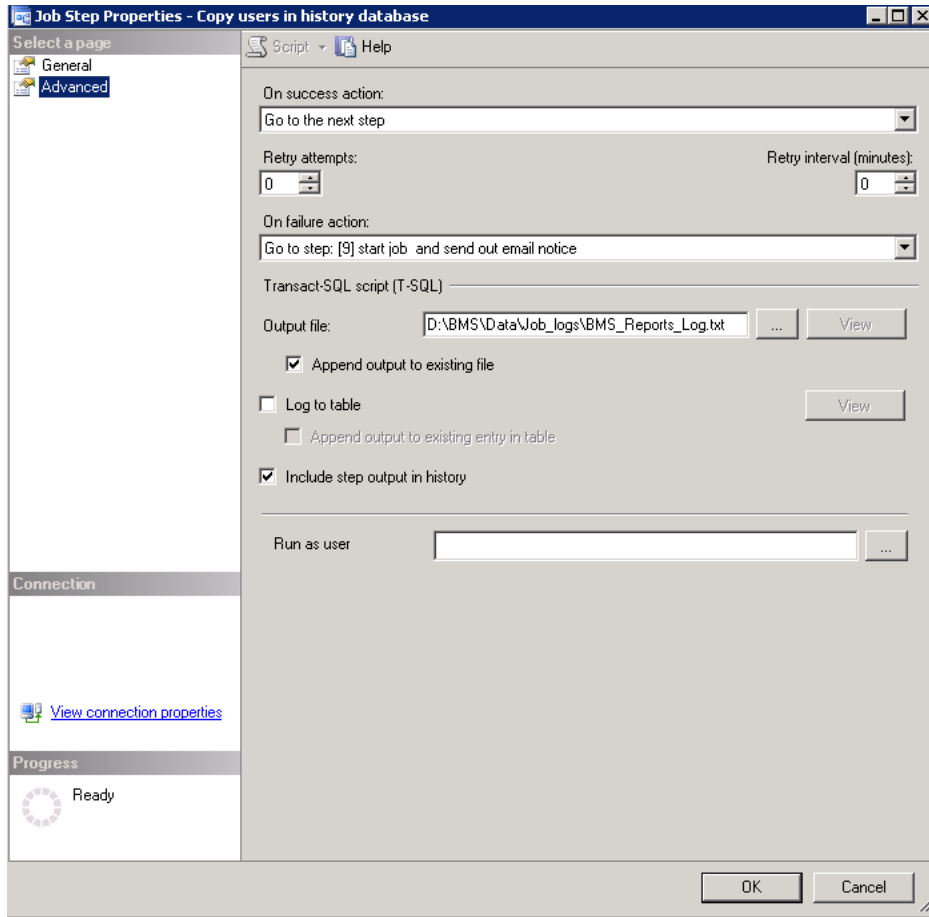 Job Step Properties - Copy users in history database
Select a page
General
Advanced
Script Help
On success action:
Go to the next step
Retry attempts: Retry interval (minutes):
0 0
On failure action:
Go to step: [9] start job  and send out email notice
Transact-SQL script (T-SQL)
Output file: D:\BMS\Data\Job_logs\BMS_Reports_Log.txt ... View
Append output to existing file
Log to table View
Append output to existing entry in table
Include step output in history
Run as user ...
Connection
View connection properties
Progress
Ready
OK Cancel